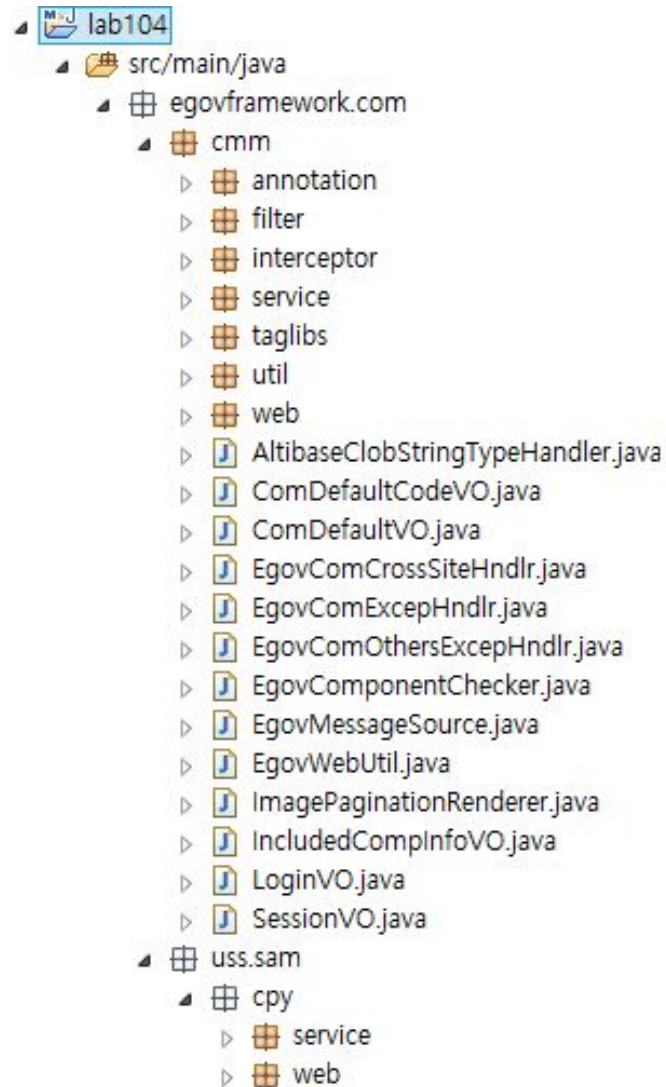 lab104
src/main/java
egovframework.com
cmm
annotation
filter
interceptor
service
taglibs
util
web
AltibaseClobStringTypeHandler.java
ComDefaultCodeVO.java
ComDefaultVO.java
EgovComCrossSiteHndlr.java
EgovComExcepHndlr.java
EgovComOthersExcepHndlr.java
EgovComponentChecker.java
EgovMessageSource.java
EgovWebUtil.java
ImagePaginationRenderer.java
IncludedCompInfoVO.java
LoginVO.java
SessionVO.java
uss.sam
cpy
service
web